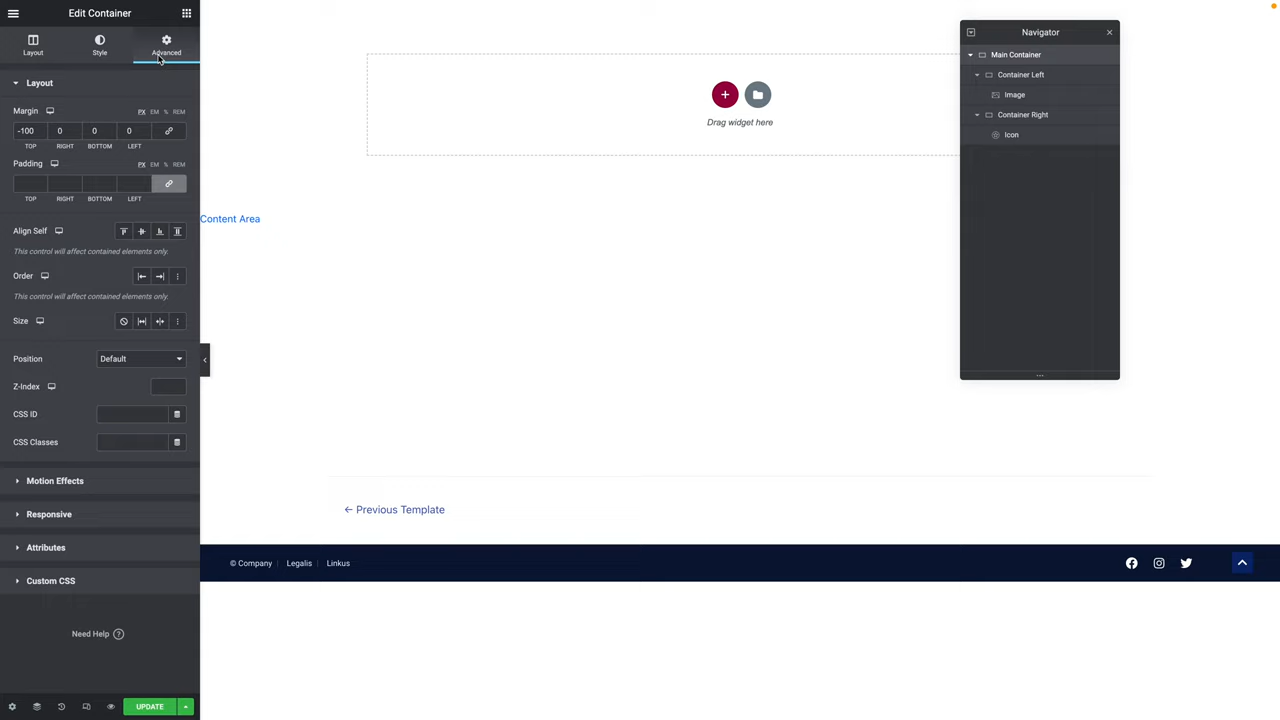 Edit Container
Layout
Style
Advanced
Layout
Margin
PX EM % REM
-100 0 0 0
TOP RIGHT BOTTOM LEFT
Padding
PX EM % REM
TOP RIGHT BOTTOM LEFT
Align Self
This control will affect contained elements only.
Order
This control will affect contained elements only.
Size
Position
Default
Z-Index
CSS ID
CSS Classes
Motion Effects
Responsive
Attributes
Custom CSS
Need Help ?
UPDATE
Drag widget here
Content Area
← Previous Template
© Company | Legalis | Linkus
Navigator
Main Container
Container Left
Image
Container Right
Icon